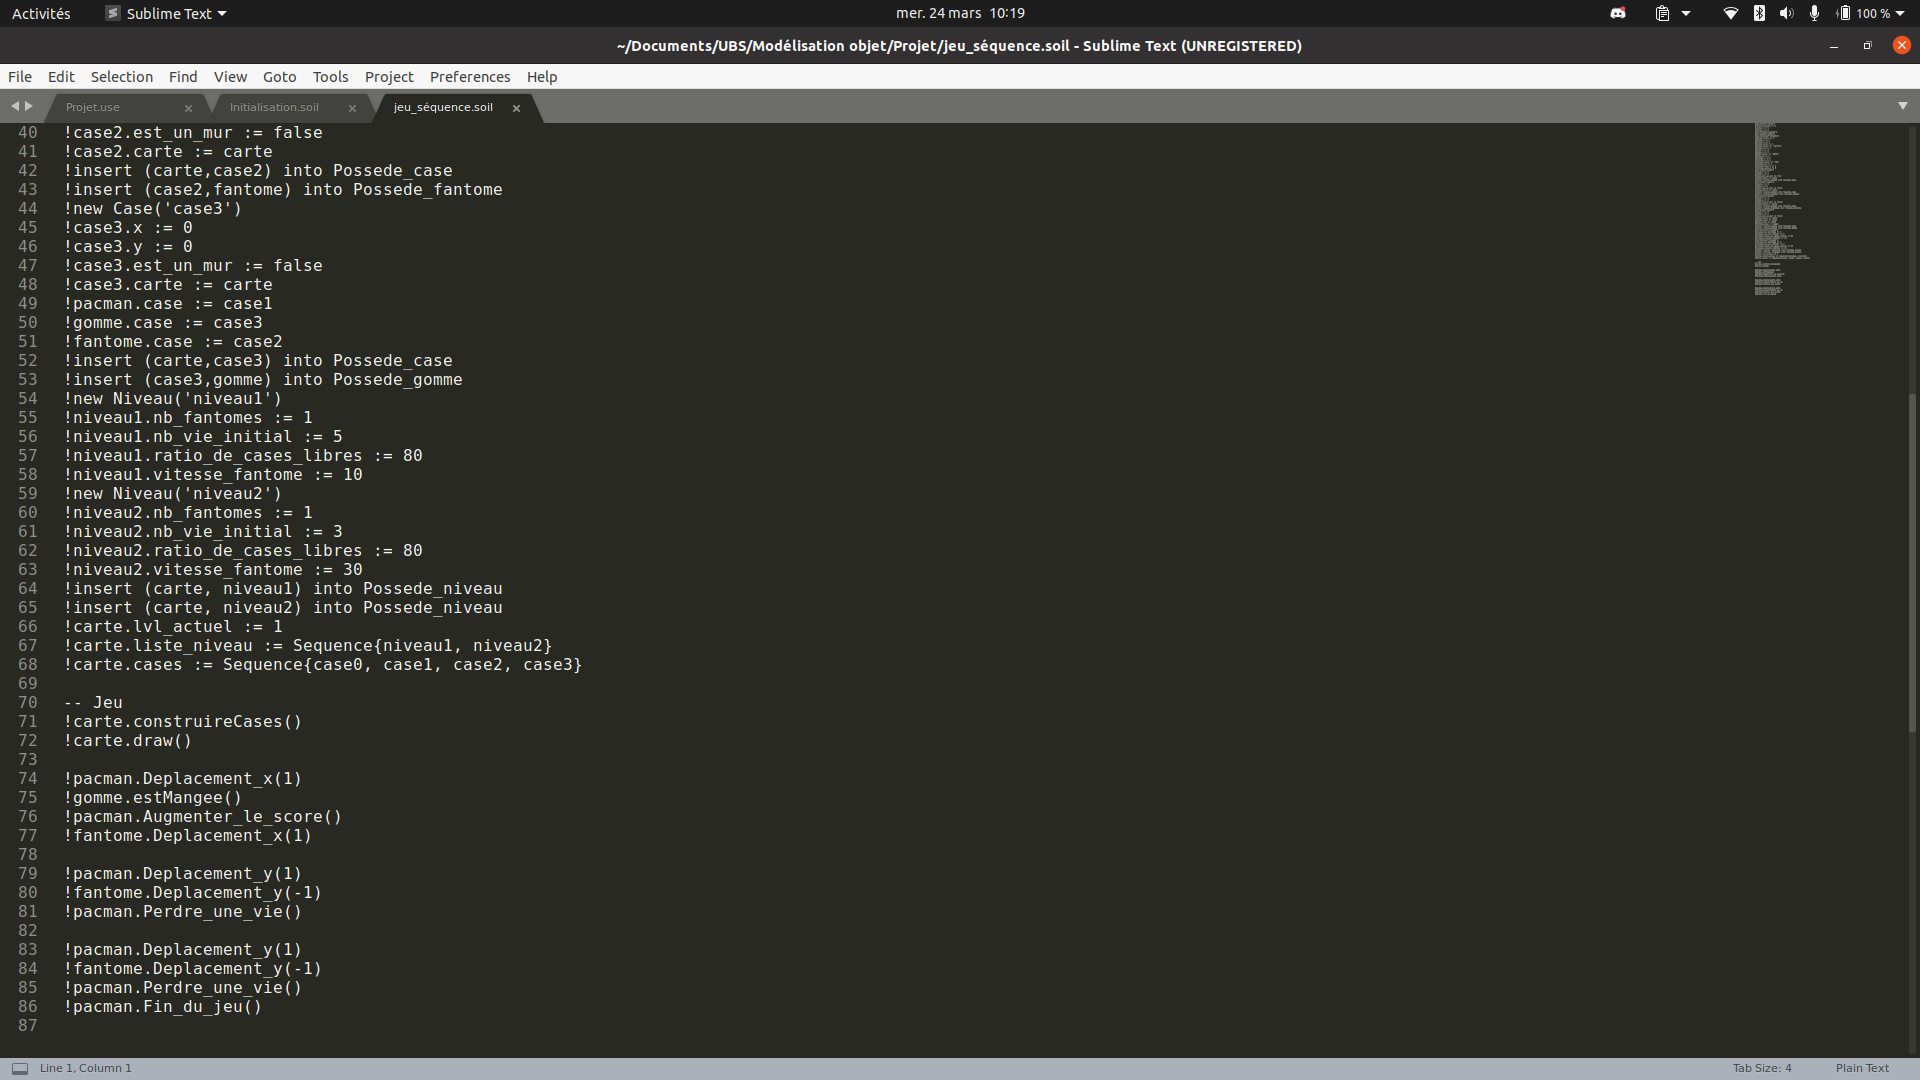 Activités Sublime Text mer. 24 mars 10:19 100 %
~/Documents/UBS/Modélisation objet/Projet/jeu_séquence.soil - Sublime Text (UNREGISTERED)
File Edit Selection Find View Goto Tools Project Preferences Help
Projet.use Initialisation.soil jeu_séquence.soil
40 !case2.est_un_mur := false
41 !case2.carte := carte
42 !insert (carte,case2) into Possede_case
43 !insert (case2,fantome) into Possede_fantome
44 !new Case('case3')
45 !case3.x := 0
46 !case3.y := 0
47 !case3.est_un_mur := false
48 !case3.carte := carte
49 !pacman.case := case1
50 !gomme.case := case3
51 !fantome.case := case2
52 !insert (carte,case3) into Possede_case
53 !insert (case3,gomme) into Possede_gomme
54 !new Niveau('niveau1')
55 !niveau1.nb_fantomes := 1
56 !niveau1.nb_vie_initial := 5
57 !niveau1.ratio_de_cases_libres := 80
58 !niveau1.vitesse_fantome := 10
59 !new Niveau('niveau2')
60 !niveau2.nb_fantomes := 1
61 !niveau2.nb_vie_initial := 3
62 !niveau2.ratio_de_cases_libres := 80
63 !niveau2.vitesse_fantome := 30
64 !insert (carte, niveau1) into Possede_niveau
65 !insert (carte, niveau2) into Possede_niveau
66 !carte.lvl_actuel := 1
67 !carte.liste_niveau := Sequence{niveau1, niveau2}
68 !carte.cases := Sequence{case0, case1, case2, case3}
69
70 -- Jeu
71 !carte.construireCases()
72 !carte.draw()
73
74 !pacman.Deplacement_x(1)
75 !gomme.estMangee()
76 !pacman.Augmenter_le_score()
77 !fantome.Deplacement_x(1)
78
79 !pacman.Deplacement_y(1)
80 !fantome.Deplacement_y(-1)
81 !pacman.Perdre_une_vie()
82
83 !pacman.Deplacement_y(1)
84 !fantome.Deplacement_y(-1)
85 !pacman.Perdre_une_vie()
86 !pacman.Fin_du_jeu()
87
Line 1, Column 1 Tab Size: 4 Plain Text